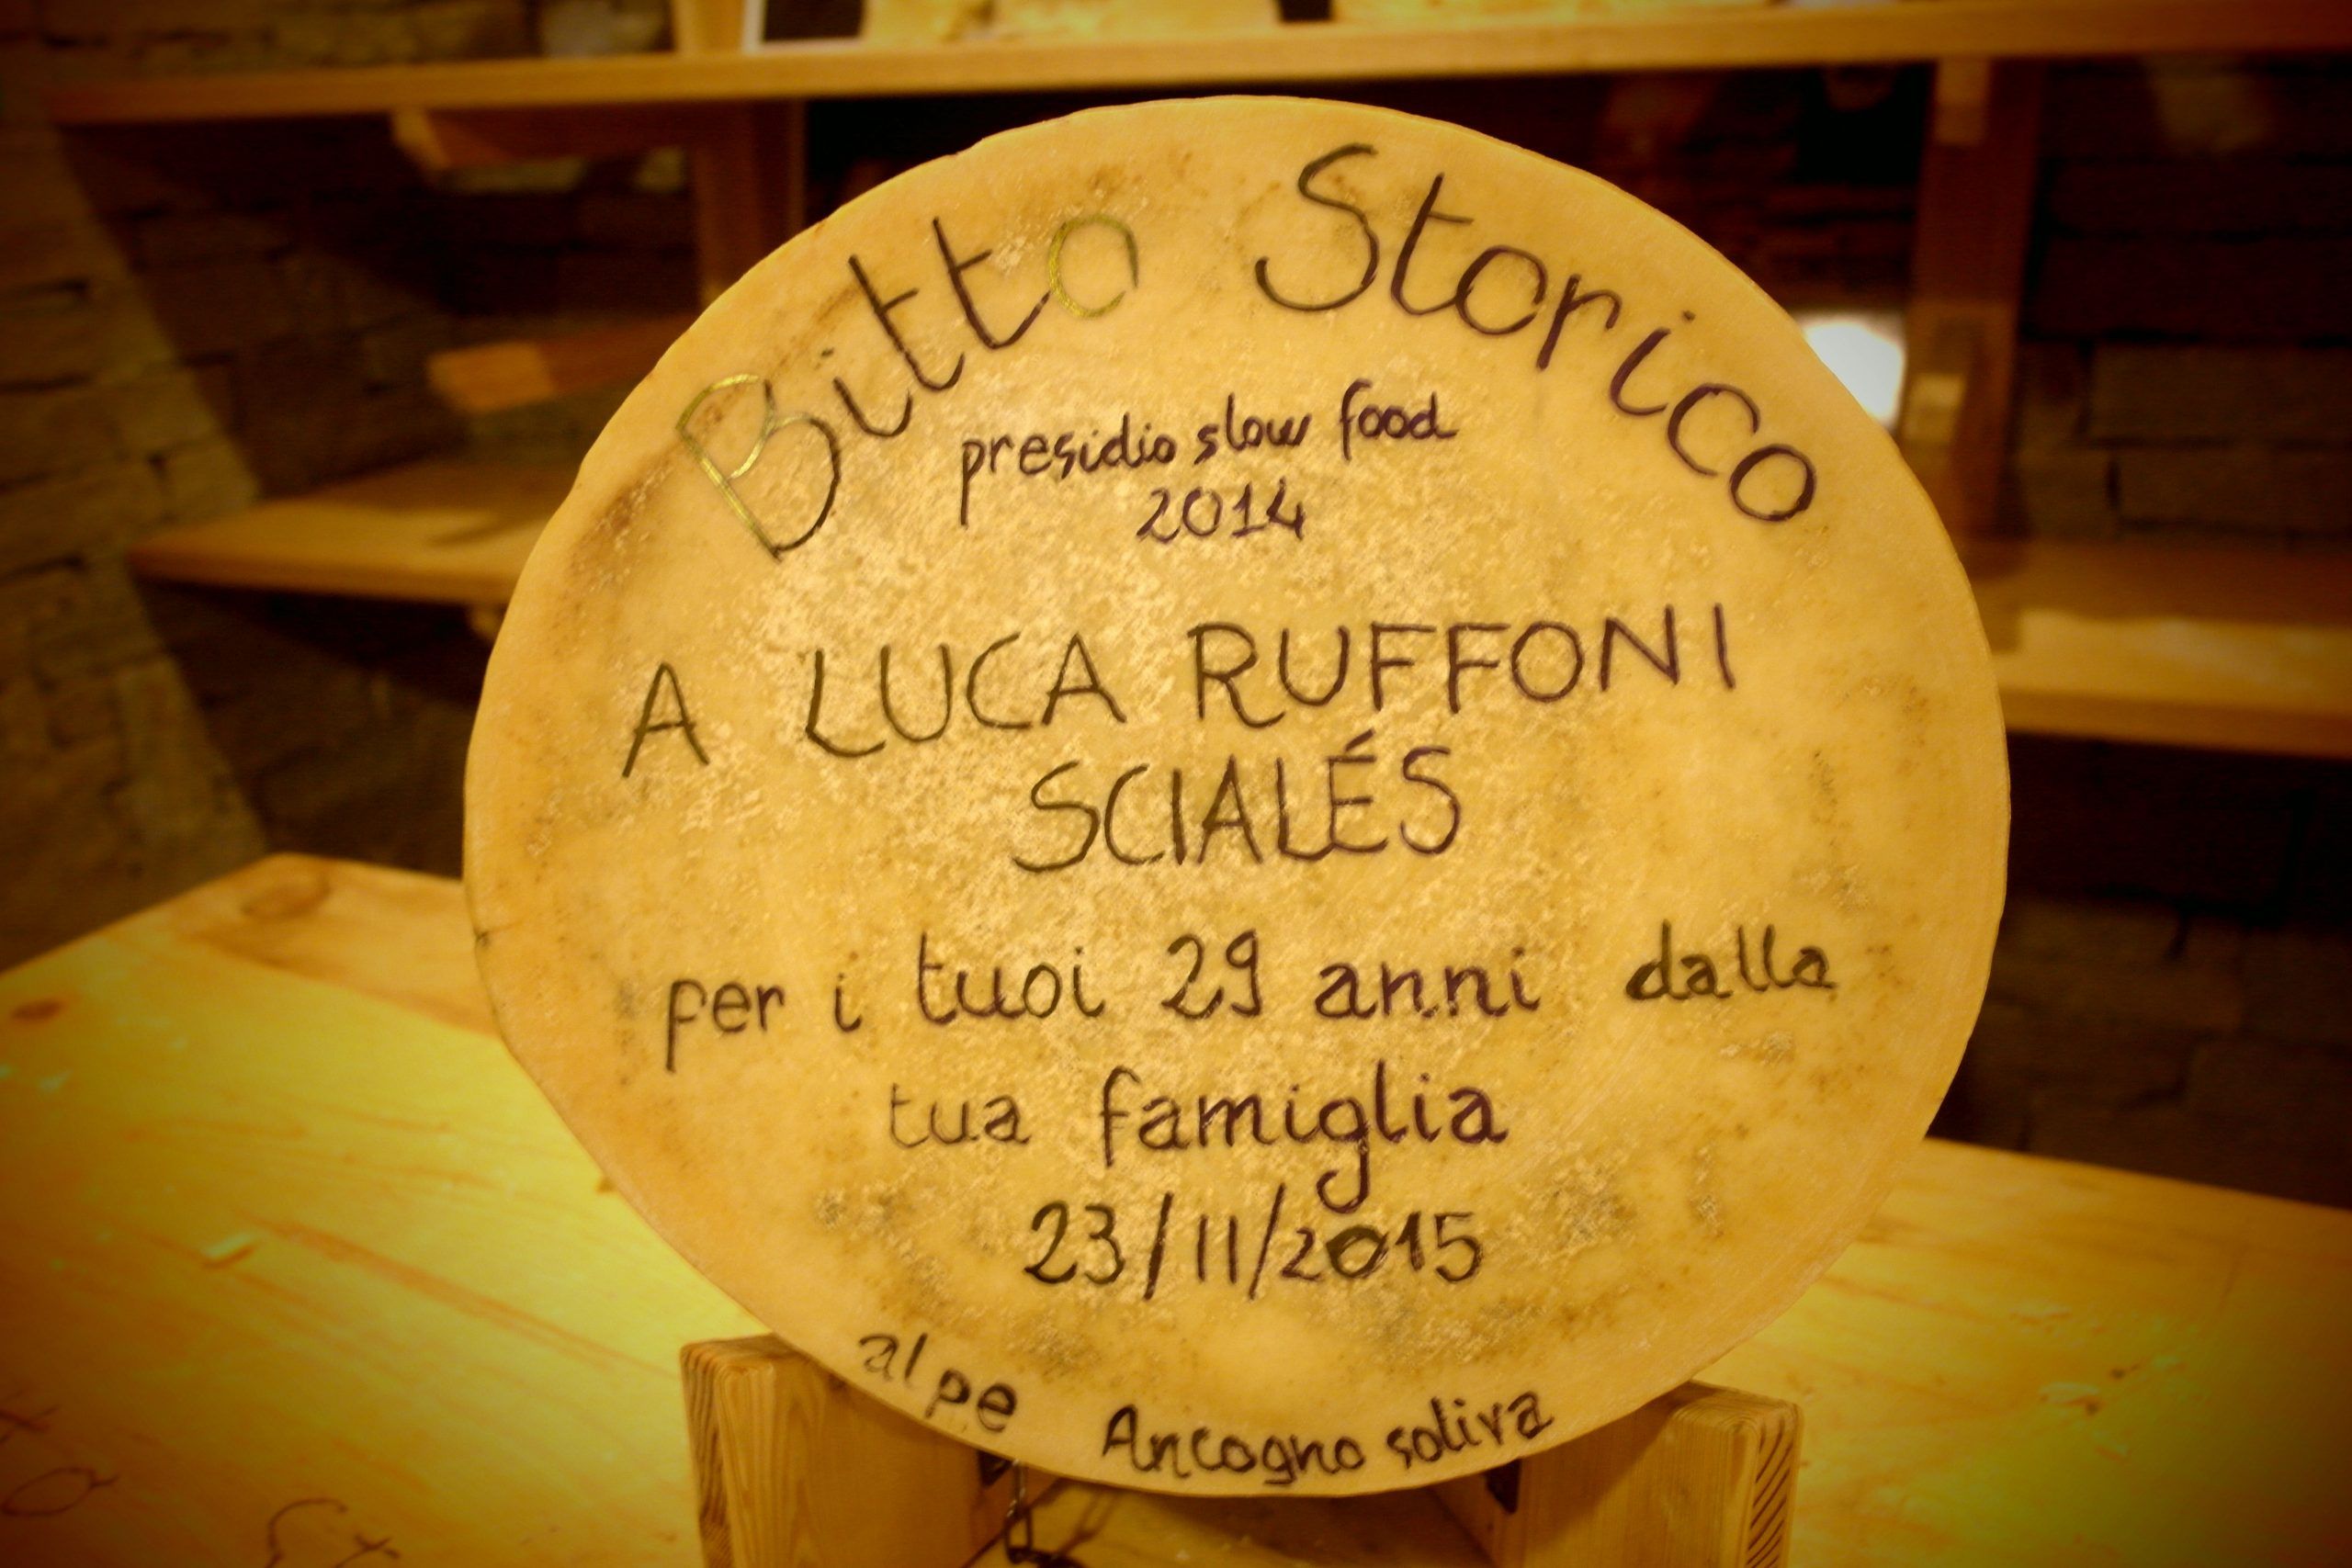 Bitto Storico
presidio slow food
2014
A LUCA RUFFONI
SCIALÉS
per i tuoi 29 anni dalla
tua famiglia
23/11/2015
alpe Ancogno soliva